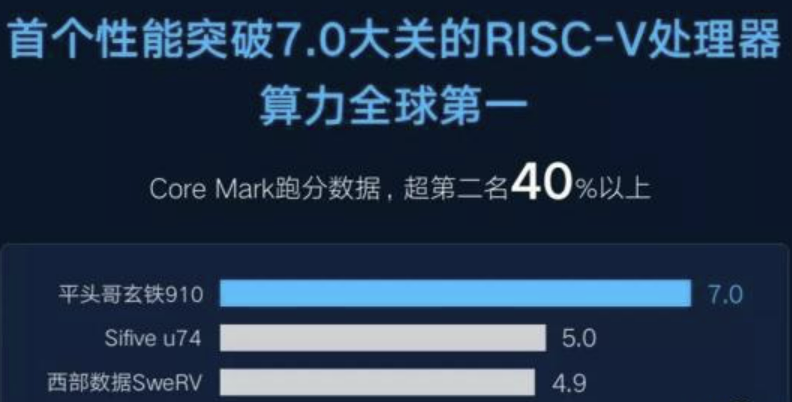 首个性能突破7.0大关的RISC-V处理器
算力全球第一
Core Mark跑分数据，超第二名40%以上
平头哥玄铁910 7.0
Sifive u74 5.0
西部数据SweRV 4.9